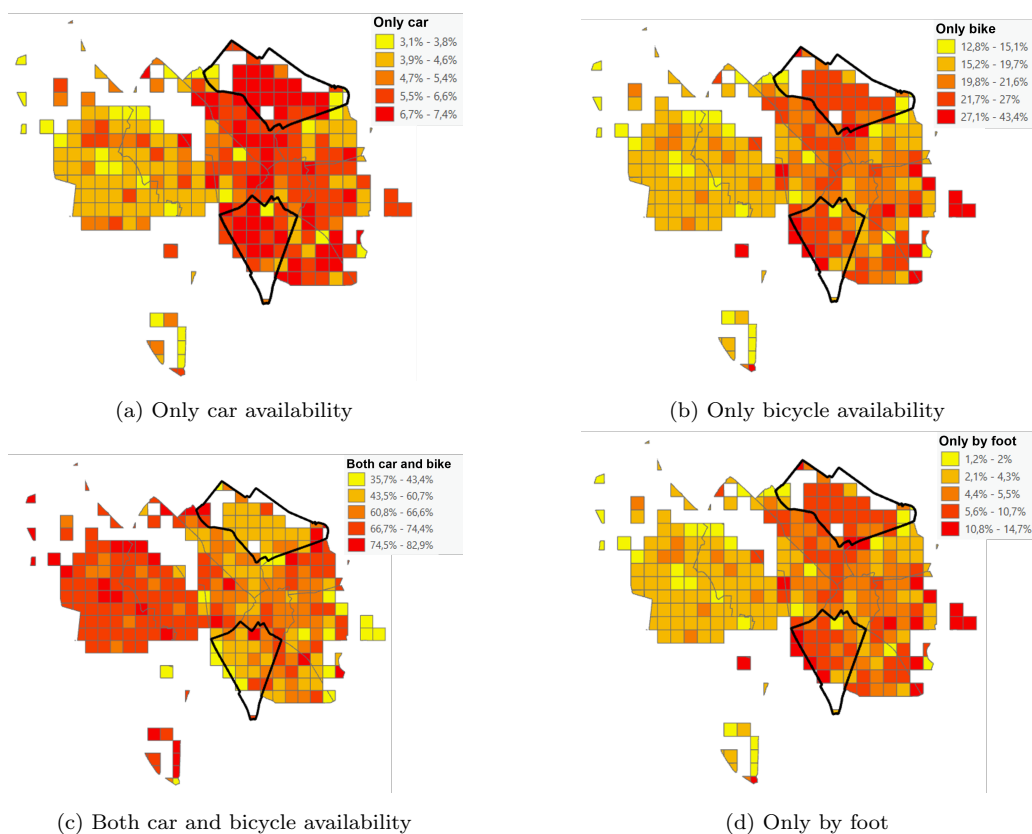 Only car
3,1% - 3,8%
3,9% - 4,6%
4,7% - 5,4%
5,5% - 6,6%
6,7% - 7,4%
Only bike
12,8% - 15,1%
15,2% - 19,7%
19,8% - 21,6%
21,7% - 27%
27,1% - 43,4%
(a) Only car availability
(b) Only bicycle availability
Both car and bike
35,7% - 43,4%
43,5% - 60,7%
60,8% - 66,6%
66,7% - 74,4%
74,5% - 82,9%
Only by foot
1,2% - 2%
2,1% - 4,3%
4,4% - 5,5%
5,6% - 10,7%
10,8% - 14,7%
(c) Both car and bicycle availability
(d) Only by foot